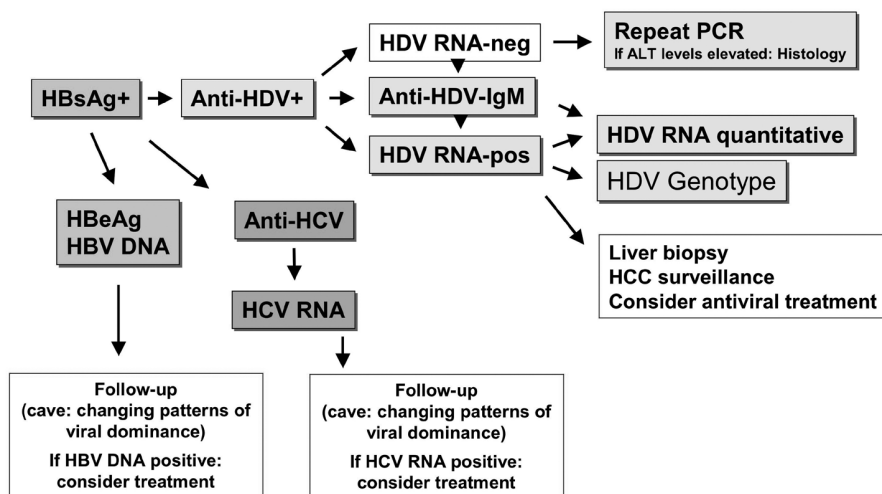 HDV RNA-neg
Repeat PCR
If ALT levels elevated: Histology
HBsAg+
Anti-HDV+
Anti-HDV-IgM
HDV RNA-pos
HDV RNA quantitative
HDV Genotype
HBeAg
HBV DNA
Anti-HCV
HCV RNA
Liver biopsy
HCC surveillance
Consider antiviral treatment
Follow-up
(cave: changing patterns of
viral dominance)
If HBV DNA positive:
consider treatment
Follow-up
(cave: changing patterns of
viral dominance)
If HCV RNA positive:
consider treatment